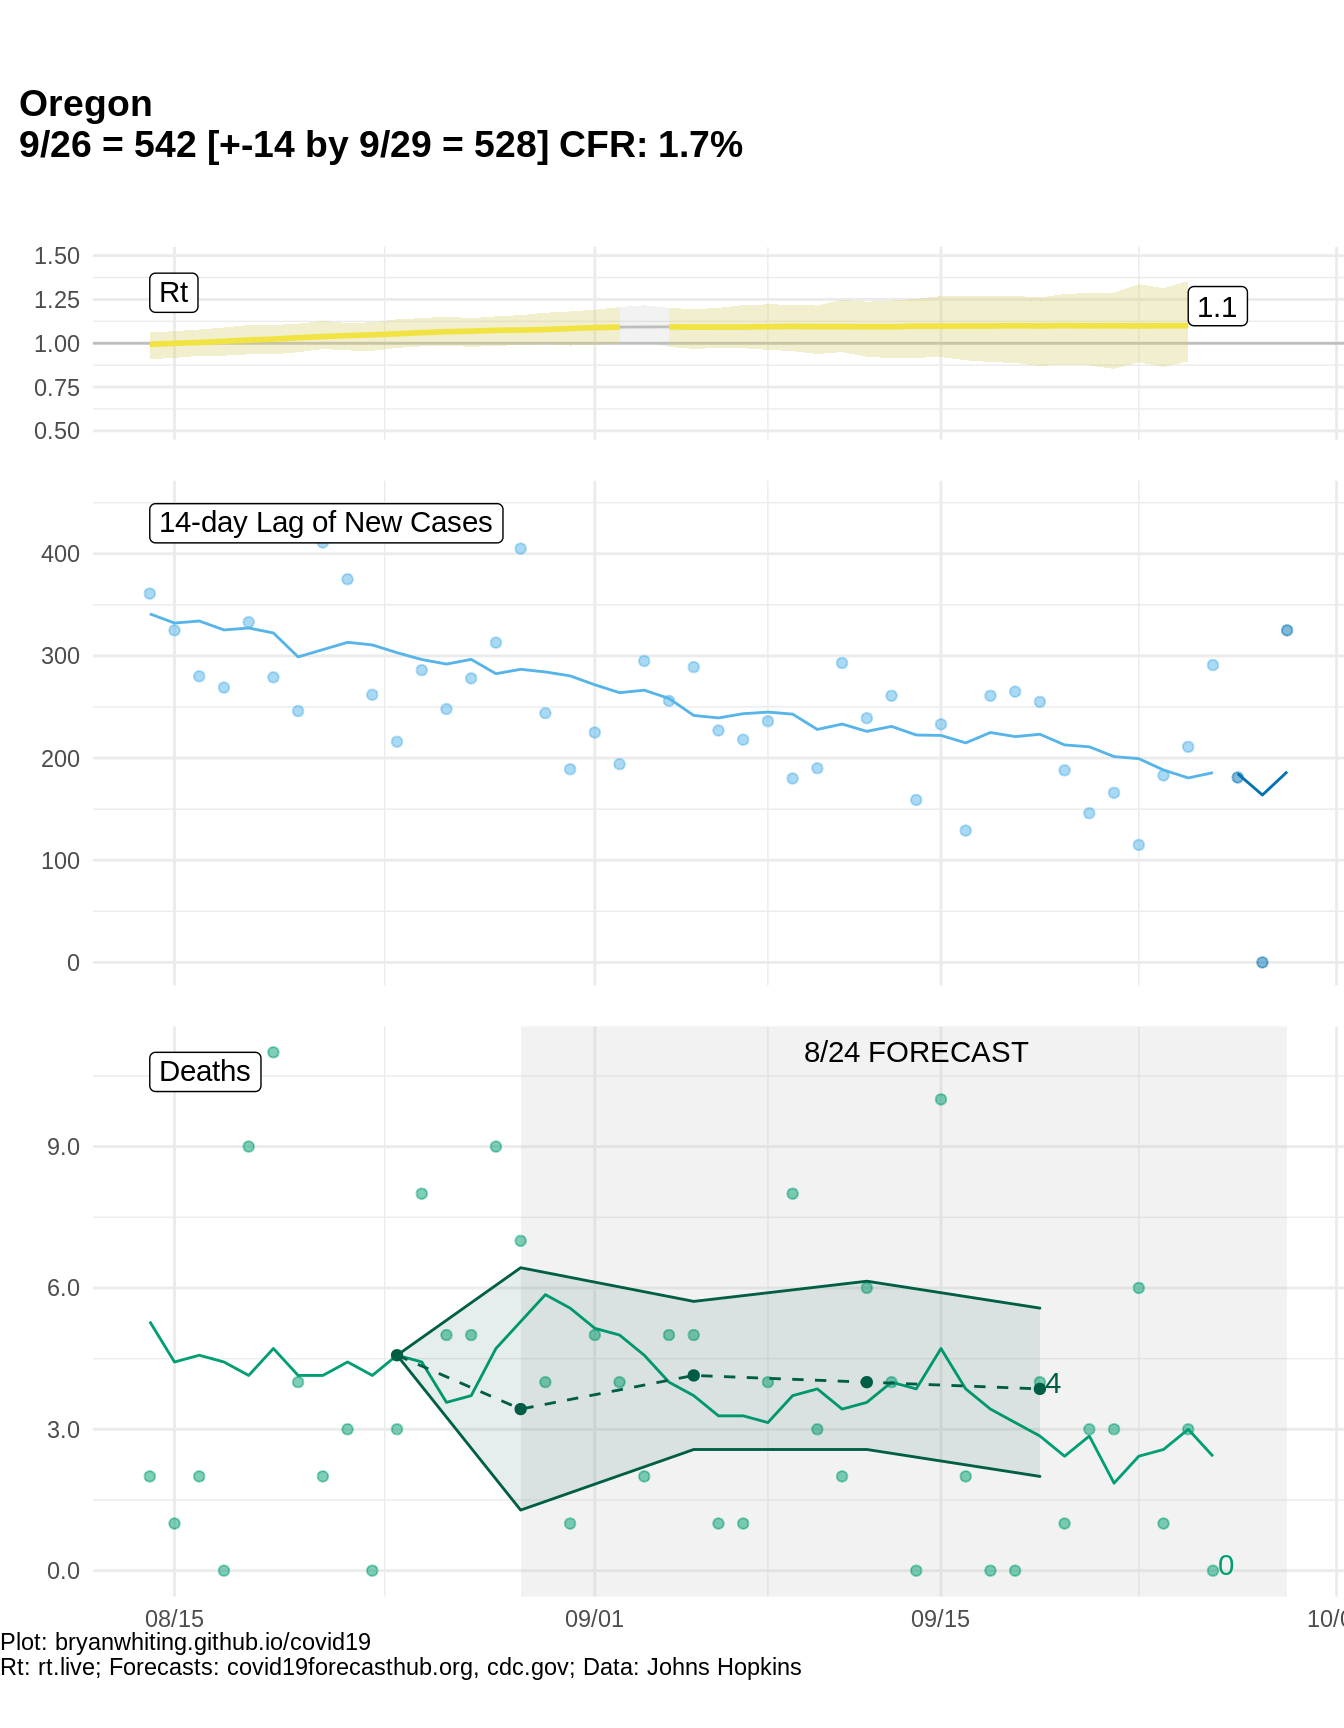 Oregon
9/26 = 542 [+-14 by 9/29 = 528] CFR: 1.7%
1.50
1.25
1.00
0.75
0.50
Rt
1.1
14-day Lag of New Cases
400
300
200
100
0
8/24 FORECAST
Deaths
9.0
6.0
3.0
0.0
4
0
08/15
09/01
09/15
10/0
Plot: bryanwhiting.github.io/covid19
Rt: rt.live; Forecasts: covid19forecasthub.org, cdc.gov; Data: Johns Hopkins